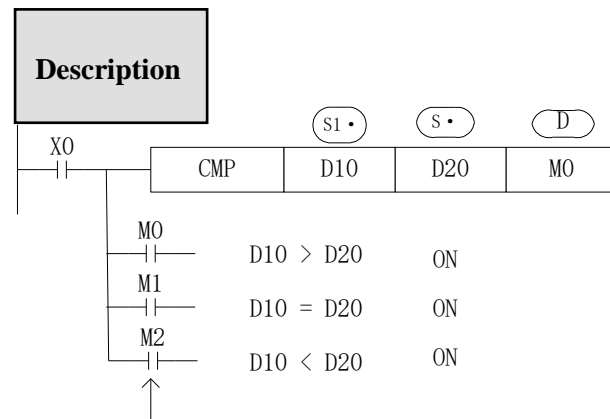 Description
S1· S· D
X0
CMP D10 D20 M0
M0 D10 > D20 ON
M1 D10 = D20 ON
M2 D10 < D20 ON